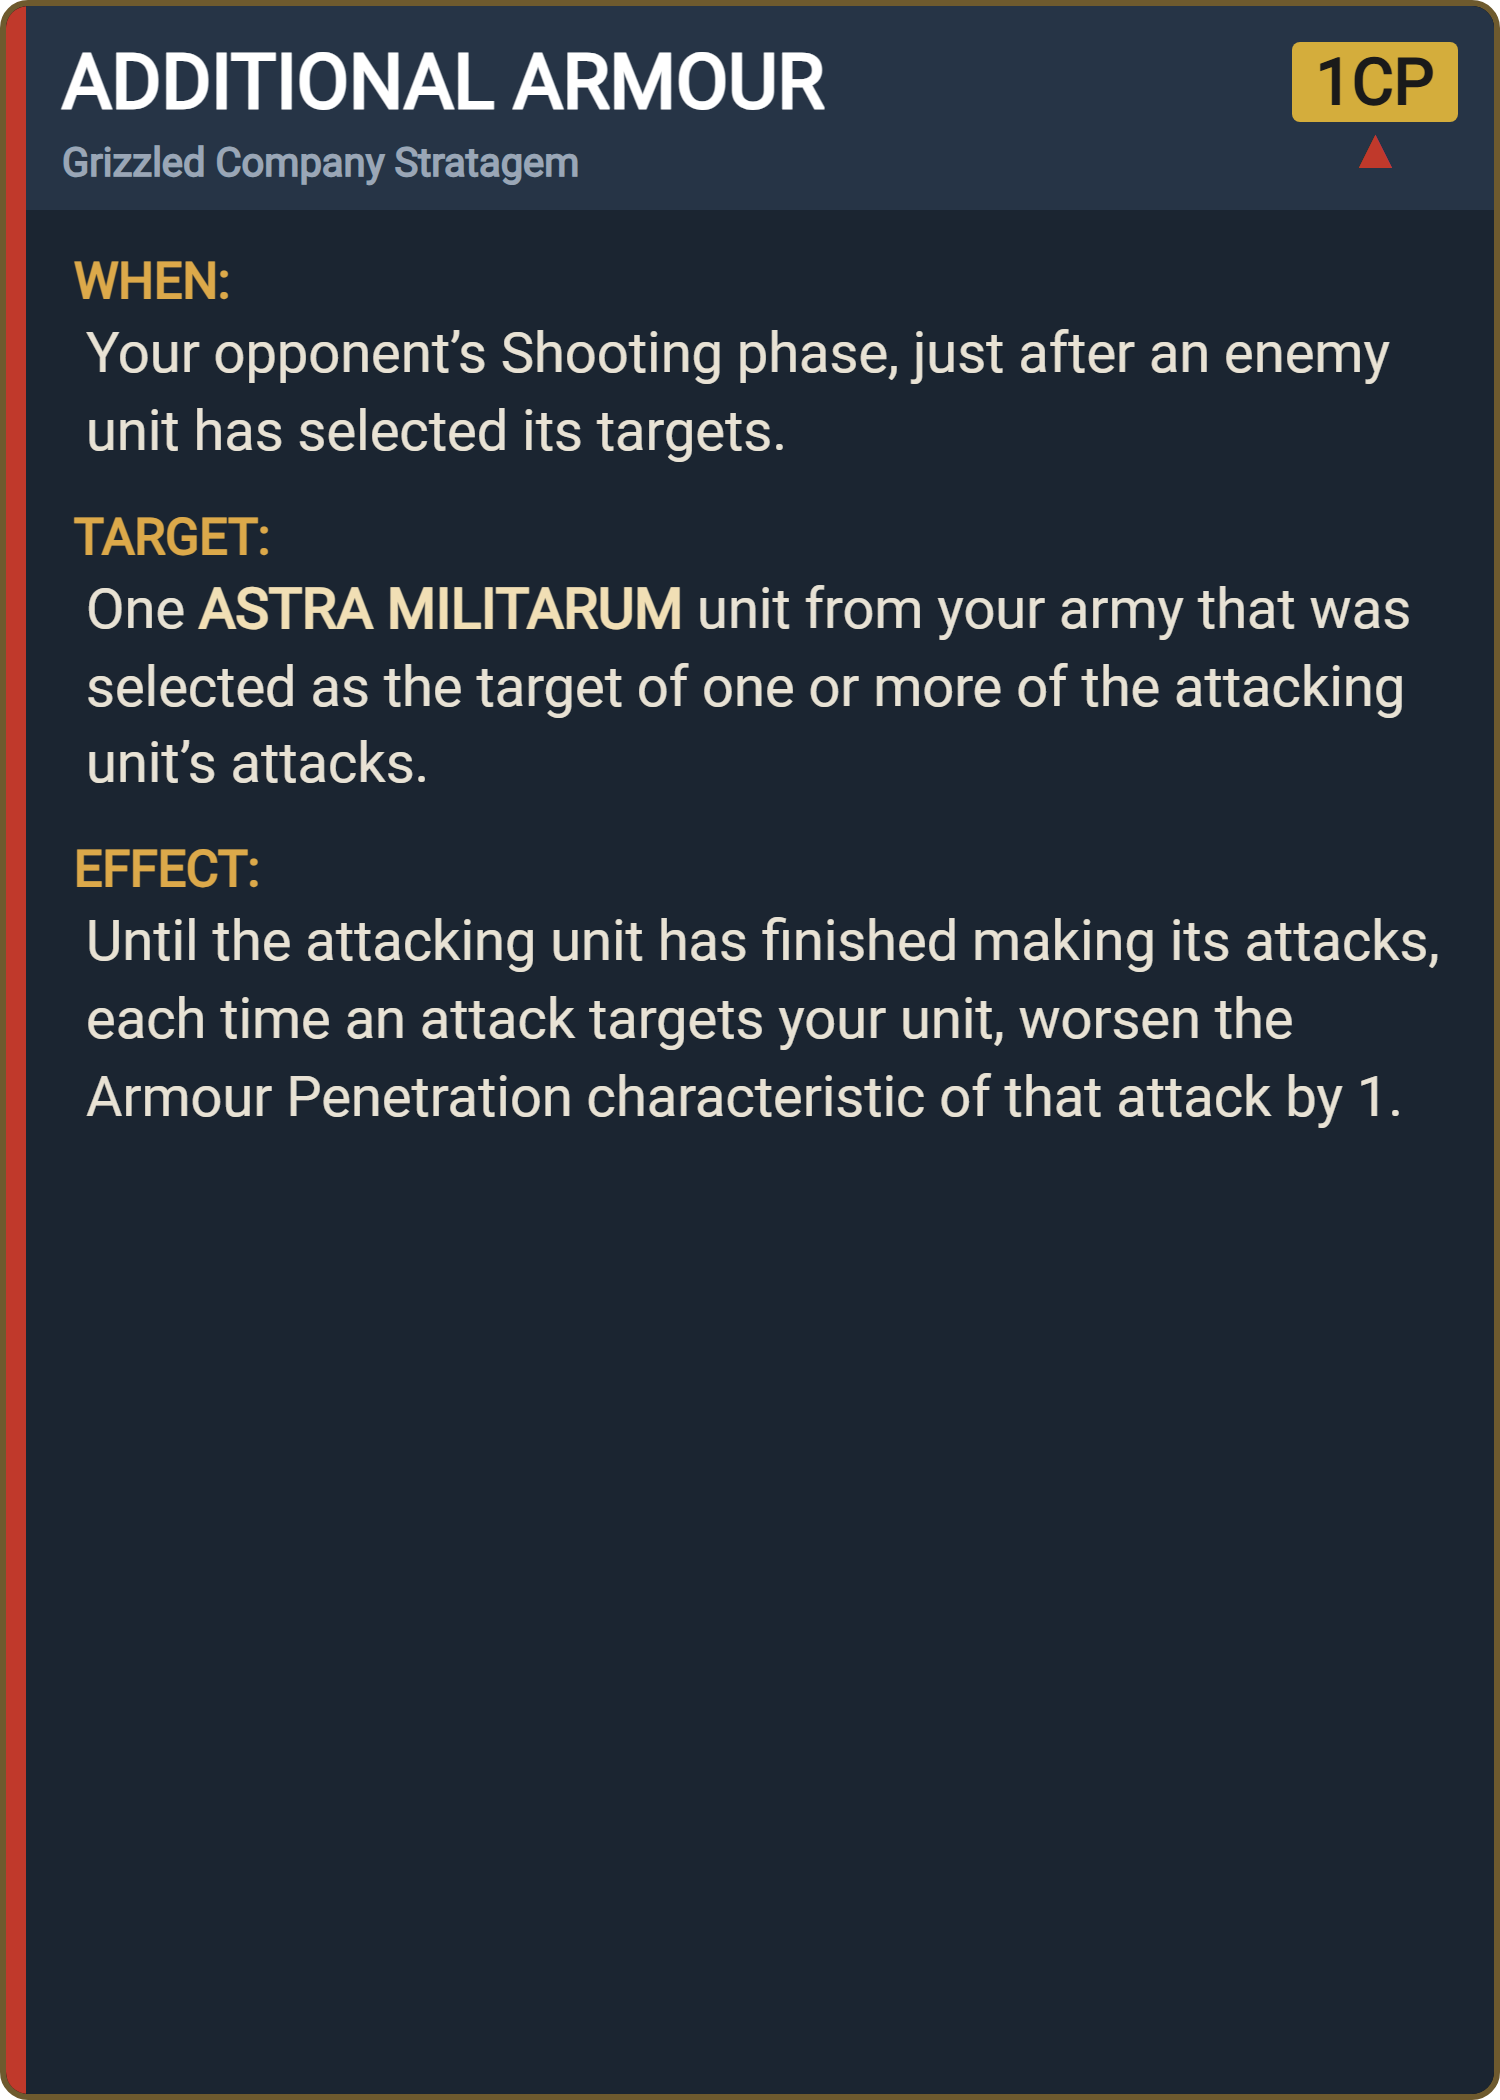 ADDITIONAL ARMOUR
1CP
Grizzled Company Stratagem
WHEN:
Your opponent’s Shooting phase, just after an enemy
unit has selected its targets.
TARGET:
One ASTRA MILITARUM unit from your army that was
selected as the target of one or more of the attacking
unit’s attacks.
EFFECT:
Until the attacking unit has finished making its attacks,
each time an attack targets your unit, worsen the
Armour Penetration characteristic of that attack by 1.